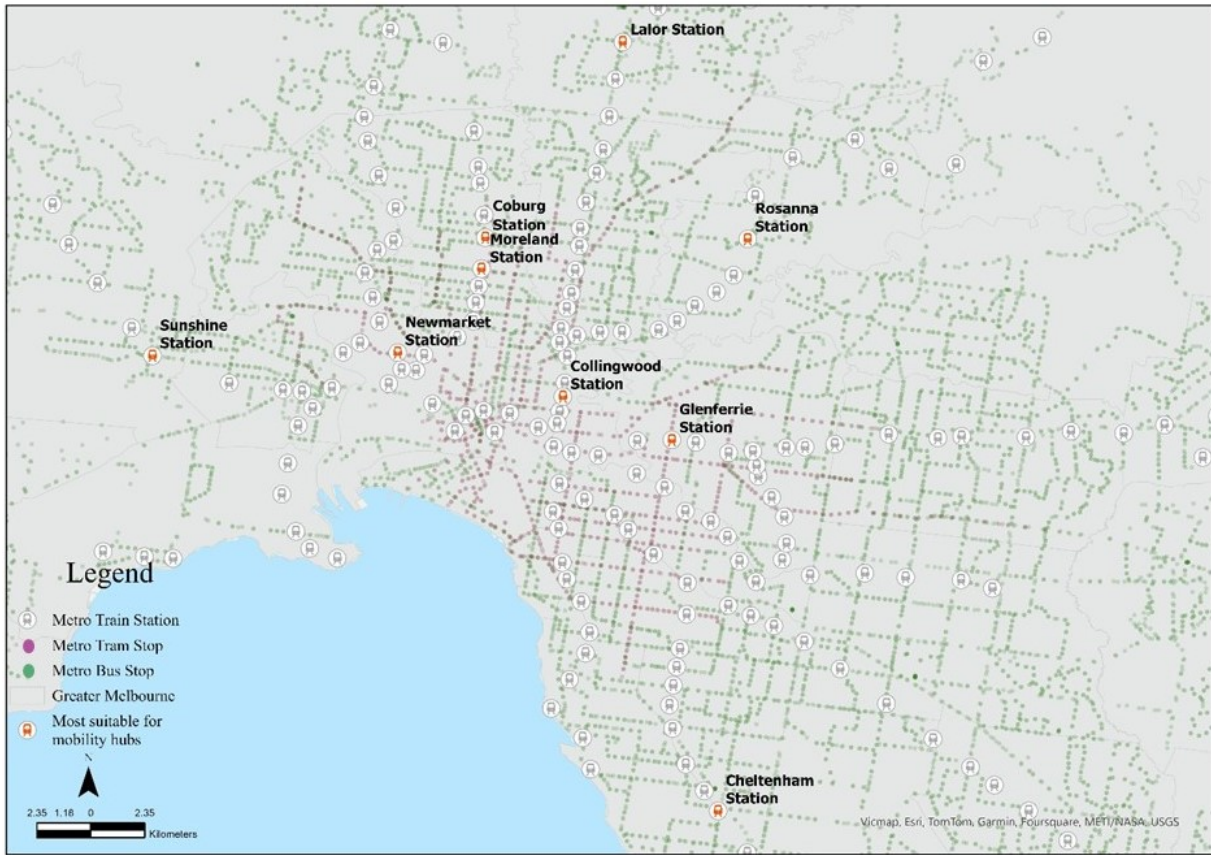 Lalor Station
Coburg
Station
Moreland
Station
Rosanna
Station
Sunshine
Station
Newmarket
Station
Collingwood
Station
Glenferrie
Station
Cheltenham
Station
Legend
Metro Train Station
Metro Tram Stop
Metro Bus Stop
Greater Melbourne
Most suitable for
mobility hubs
N
2.35 1.18 0 2.35
Kilometers
Vicmap, Esri, TomTom, Garmin, Foursquare, METI/NASA, USGS